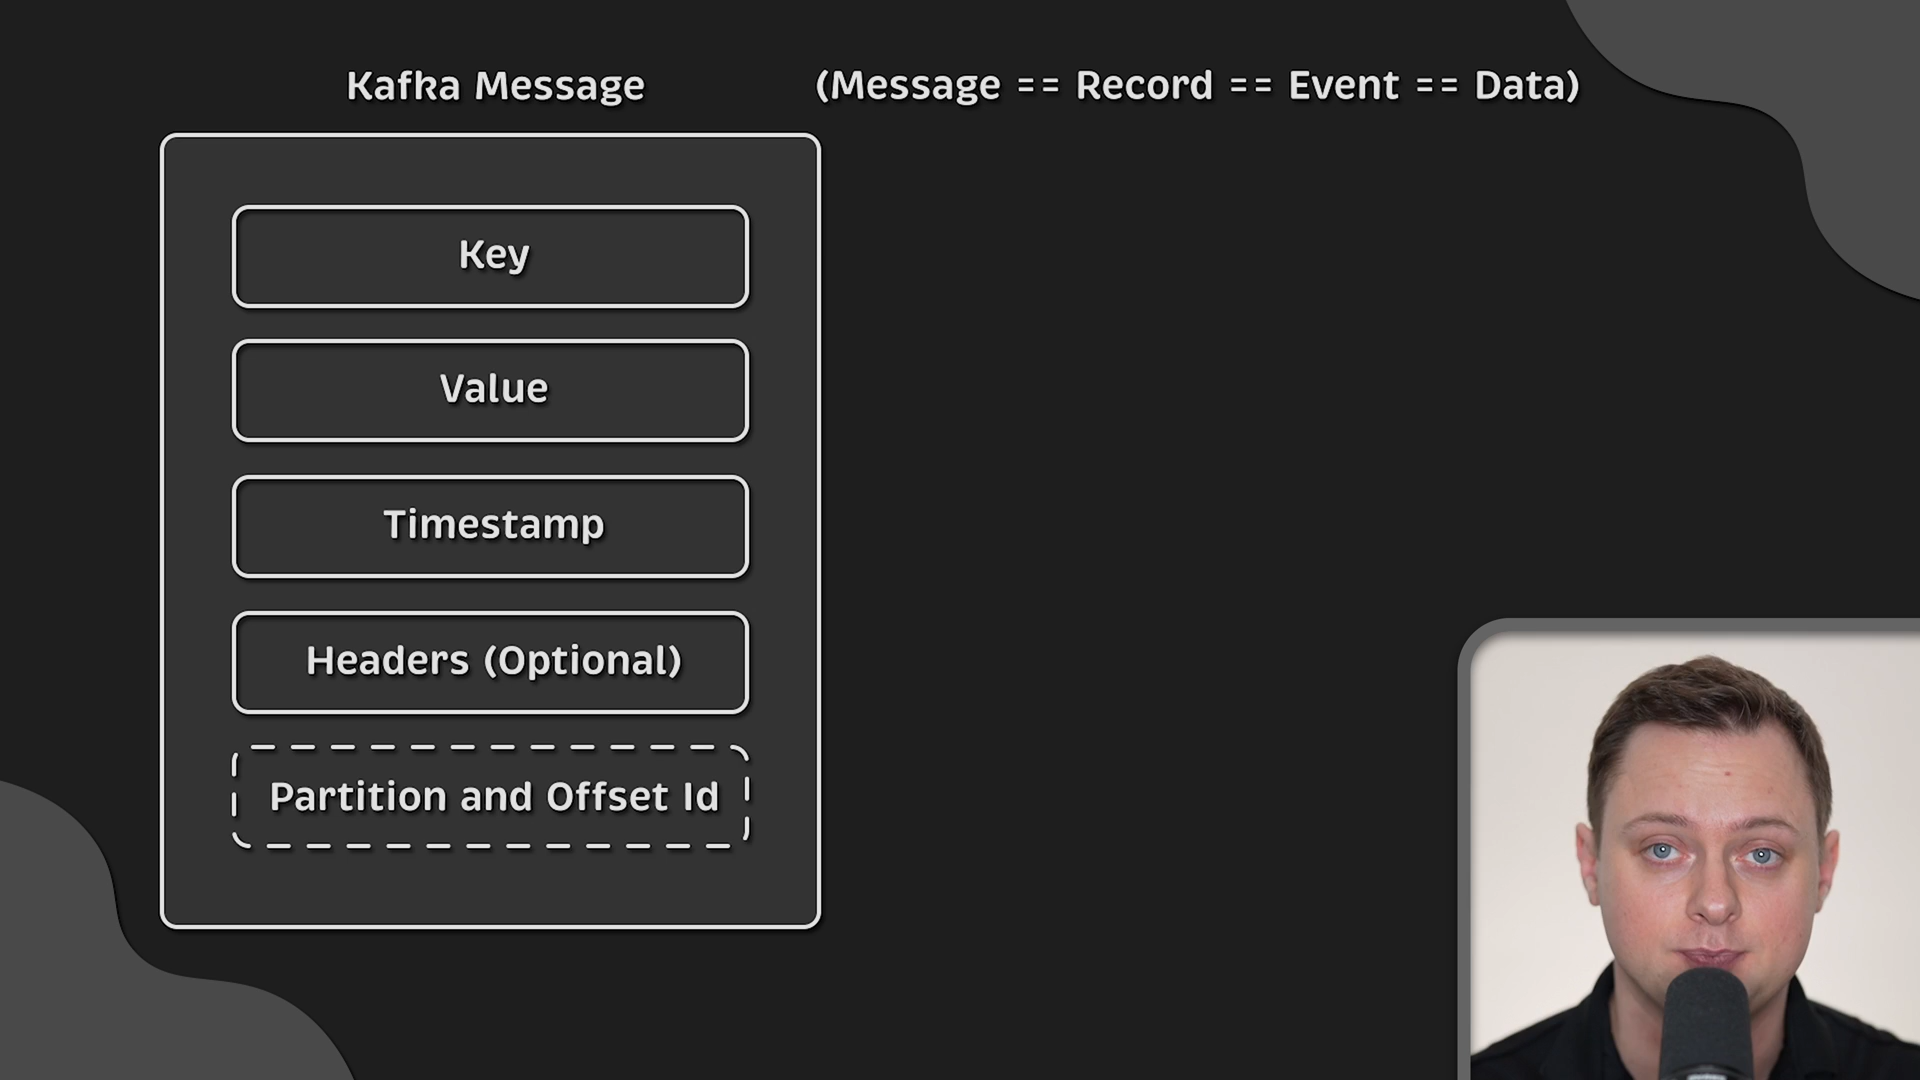 Kafka Message
(Message == Record == Event == Data)
Key
Value
Timestamp
Headers (Optional)
Partition and Offset Id